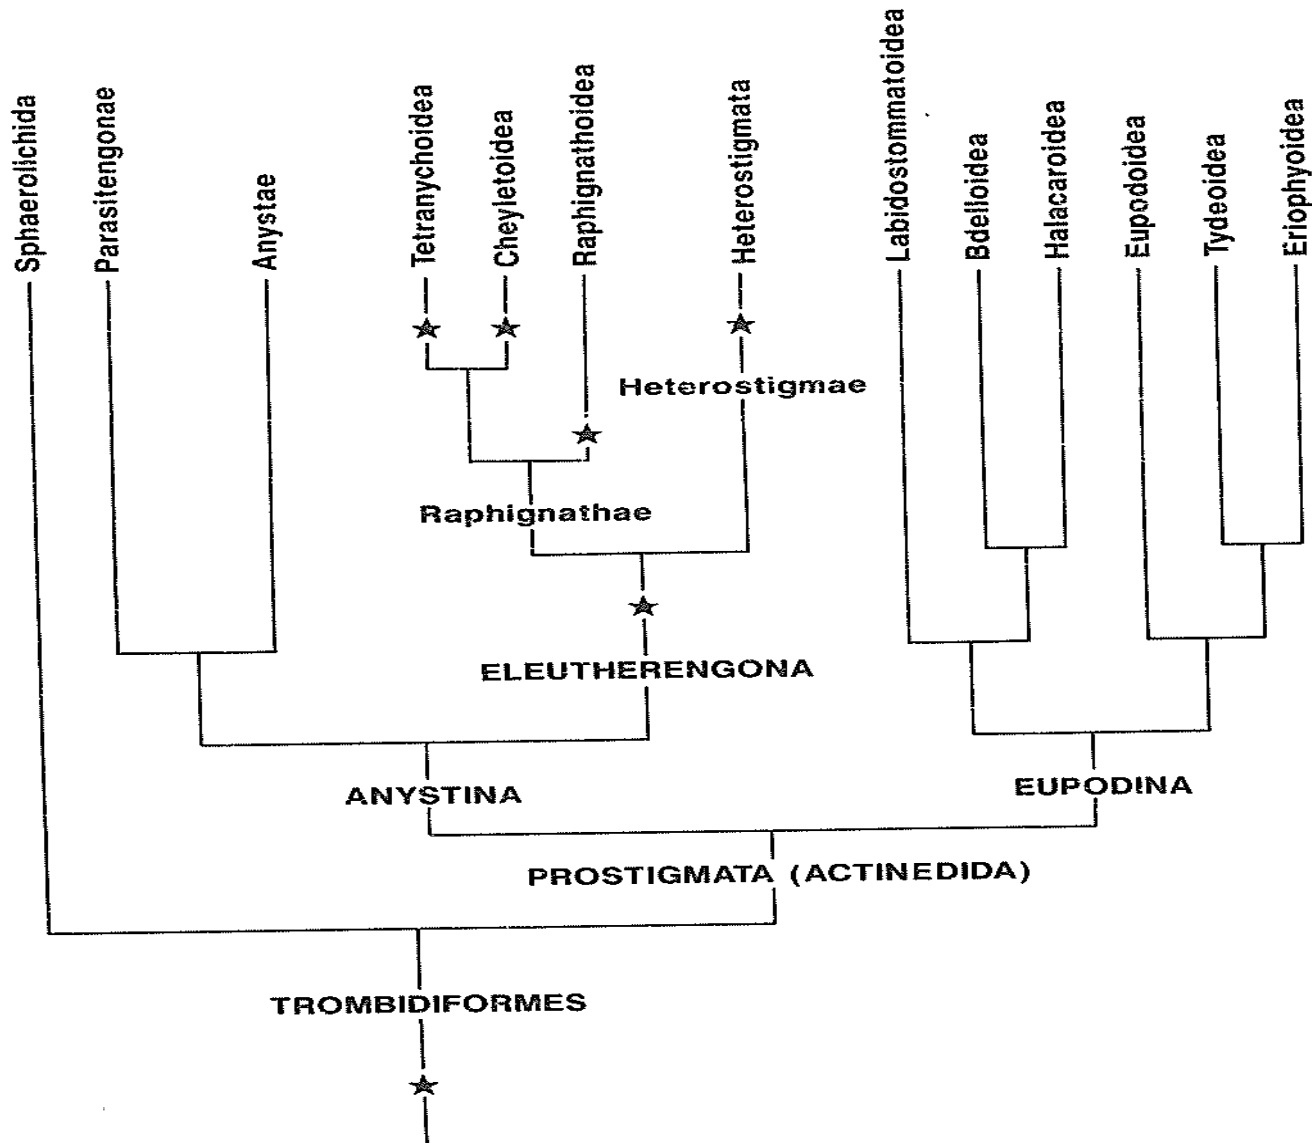 Sphaerolichida
Parasitengonae
Anystae
Tetranychoidea
Cheyletoidea
Raphignathoidea
Heterostigmata
Labidostommatoidea
Bdelloidea
Halacaroidea
Eupodoidea
Tydeoidea
Eriophyoidea
Heterostigmae
Raphignathae
ELEUTHERENGONA
ANYSTINA
EUPODINA
PROSTIGMATA (ACTINEDIDA)
TROMBIDIFORMES